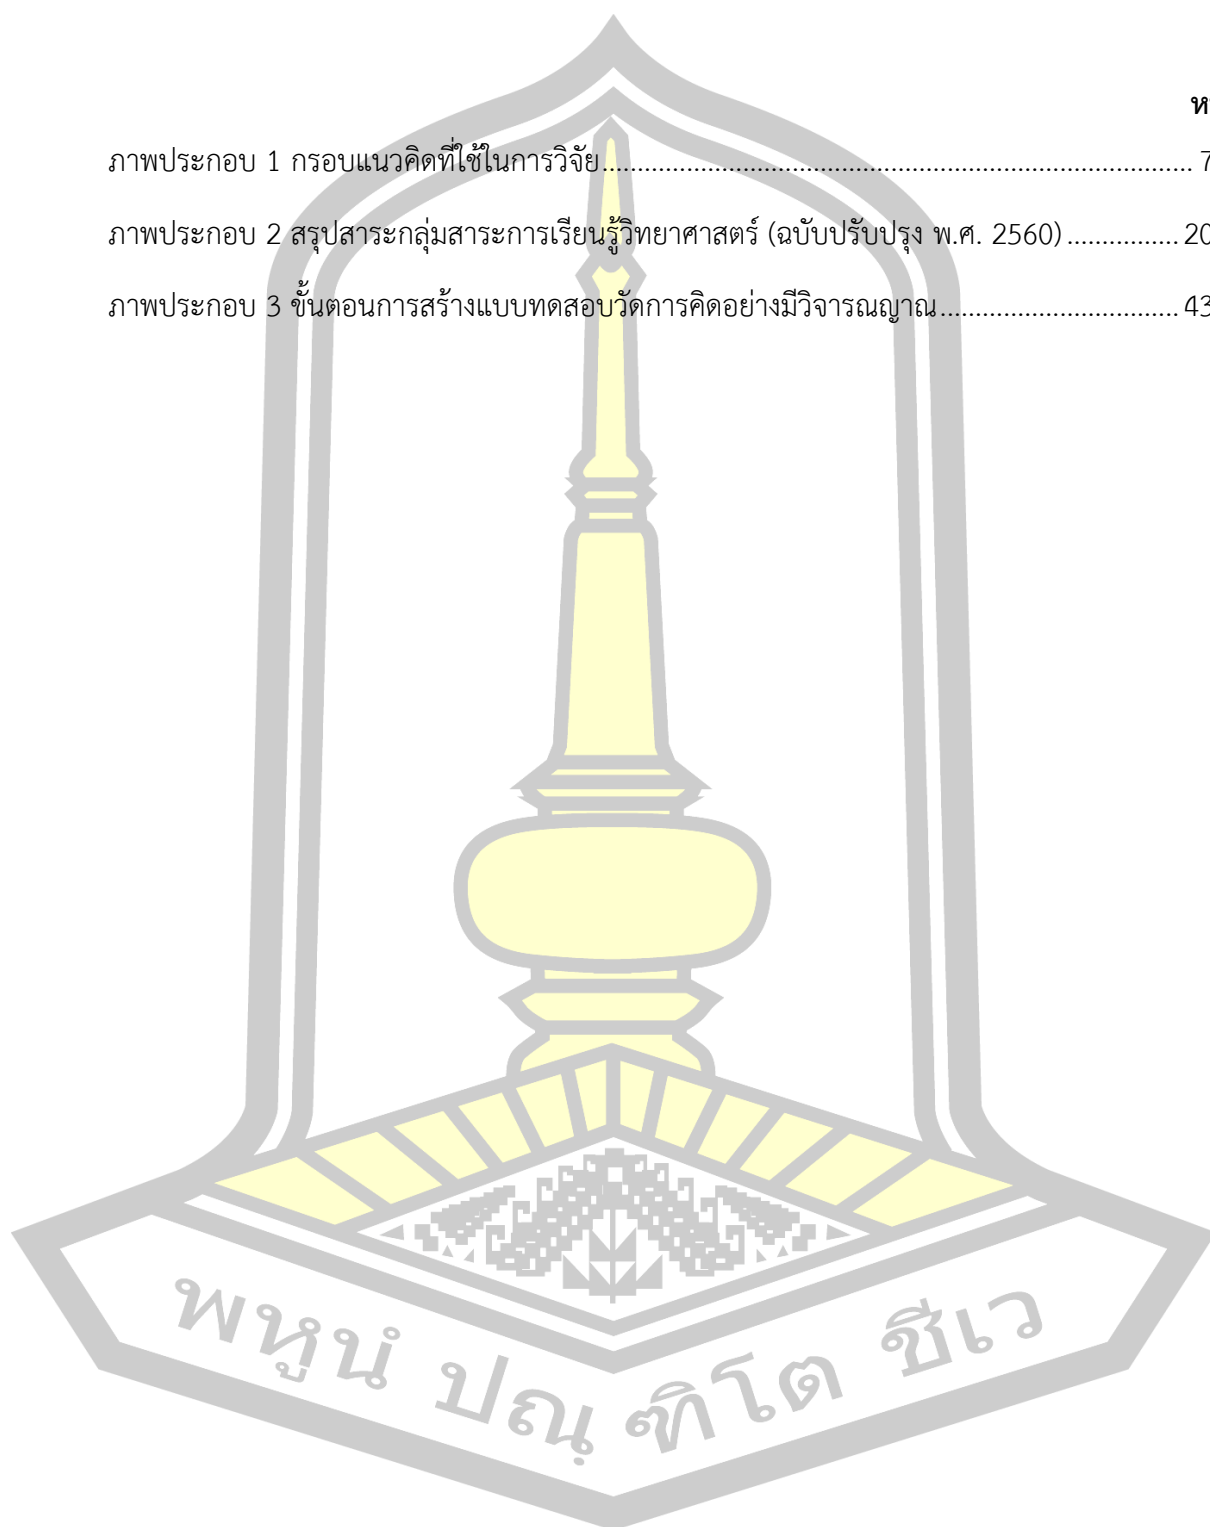 ภาพประกอบ 1 กรอบแนวคิดที่ใช้ในการวิจัย........................................................................................ 7
ภาพประกอบ 2 สรุปสาระกลุ่มสาระการเรียนรู้วิทยาศาสตร์ (ฉบับปรับปรุง พ.ศ. 2560) ................ 20
ภาพประกอบ 3 ขั้นตอนการสร้างแบบทดสอบวัดการคิดอย่างมีวิจารณญาณ................................... 43
พหูนํ ปณฺฑิโต ชีเว